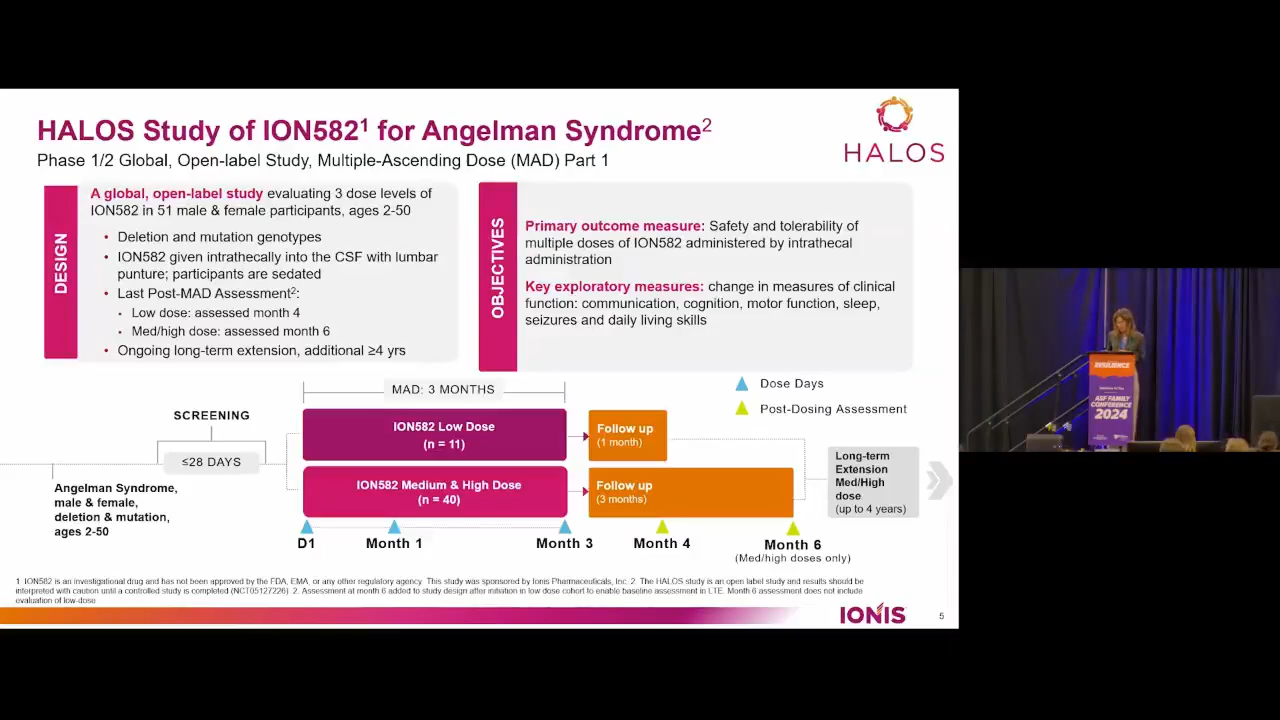 HALOS Study of ION582¹ for Angelman Syndrome²
Phase 1/2 Global, Open-label Study, Multiple-Ascending Dose (MAD) Part 1
HALOS
DESIGN
A global, open-label study evaluating 3 dose levels of
ION582 in 51 male & female participants, ages 2-50
• Deletion and mutation genotypes
• ION582 given intrathecally into the CSF with lumbar
punture; participants are sedated
• Last Post-MAD Assessment²:
• Low dose: assessed month 4
• Med/high dose: assessed month 6
• Ongoing long-term extension, additional ≥4 yrs
OBJECTIVES
Primary outcome measure: Safety and tolerability of
multiple doses of ION582 administered by intrathecal
administration
Key exploratory measures: change in measures of clinical
function: communication, cognition, motor function, sleep,
seizures and daily living skills
MAD: 3 MONTHS
Dose Days
Post-Dosing Assessment
SCREENING
≤28 DAYS
Angelman Syndrome,
male & female,
deletion & mutation,
ages 2-50
ION582 Low Dose
(n = 11)
Follow up
(1 month)
ION582 Medium & High Dose
(n = 40)
Follow up
(3 months)
Long-term
Extension
Med/High
dose
(up to 4 years)
D1
Month 1
Month 3
Month 4
Month 6
(Med/high doses only)
1. ION582 is an investigational drug and has not been approved by the FDA, EMA, or any other regulatory agency. This study was sponsored by Ionis Pharmaceuticals, Inc. 2. The HALOS study is an open label study and results should be
interpreted with caution until a controlled study is completed (NCT05127226). 2. Assessment at month 6 added to study design after initiation in low dose cohort to enable baseline assessment in LTE. Month 6 assessment does not include
evaluation of low-dose
IONIS
5
RESILIENCE
ASF FAMILY
CONFERENCE
2024